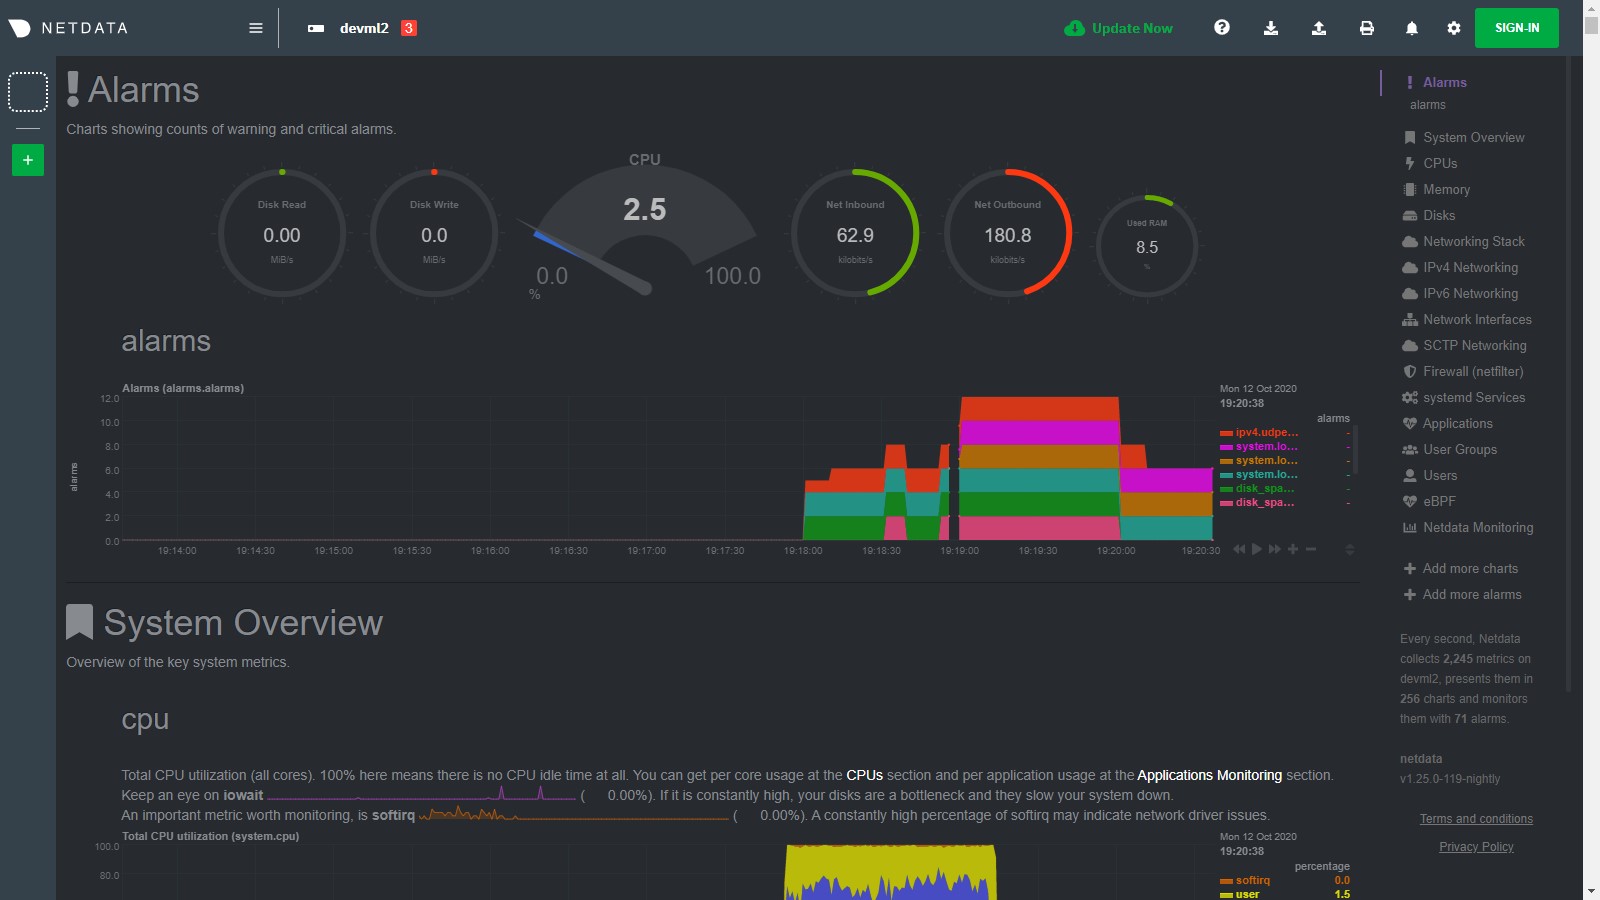 NETDATA
devml2 3
Update Now
SIGN-IN
Alarms
Charts showing counts of warning and critical alarms.
Disk Read
0.00
MiB/s
Disk Write
0.0
MiB/s
CPU
2.5
0.0
100.0
%
Net Inbound
62.9
kilobits/s
Net Outbound
180.8
kilobits/s
Used RAM
8.5
%
alarms
Alarms (alarms.alarms)
alarms
12.0
10.0
8.0
6.0
4.0
2.0
0.0
19:14:00 19:14:30 19:15:00 19:15:30 19:16:00 19:16:30 19:17:00 19:17:30 19:18:00 19:18:30 19:19:00 19:19:30 19:20:00 19:20:30
Mon 12 Oct 2020
19:20:38
alarms
ipv4.udpe... -
system.lo... -
system.lo... -
system.lo... -
disk_spa... -
disk_spa... -
System Overview
Overview of the key system metrics.
cpu
Total CPU utilization (all cores). 100% here means there is no CPU idle time at all. You can get per core usage at the CPUs section and per application usage at the Applications Monitoring section.
Keep an eye on iowait ( 0.00%). If it is constantly high, your disks are a bottleneck and they slow your system down.
An important metric worth monitoring, is softirq ( 0.00%). A constantly high percentage of softirq may indicate network driver issues.
Total CPU utilization (system.cpu)
100.0
80.0
Mon 12 Oct 2020
19:20:38
percentage
softirq 0.0
user 1.5
Alarms
alarms
System Overview
CPUs
Memory
Disks
Networking Stack
IPv4 Networking
IPv6 Networking
Network Interfaces
SCTP Networking
Firewall (netfilter)
systemd Services
Applications
User Groups
Users
eBPF
Netdata Monitoring
Add more charts
Add more alarms
Every second, Netdata
collects 2,245 metrics on
devml2, presents them in
256 charts and monitors
them with 71 alarms.
netdata
v1.25.0-119-nightly
Terms and conditions
Privacy Policy